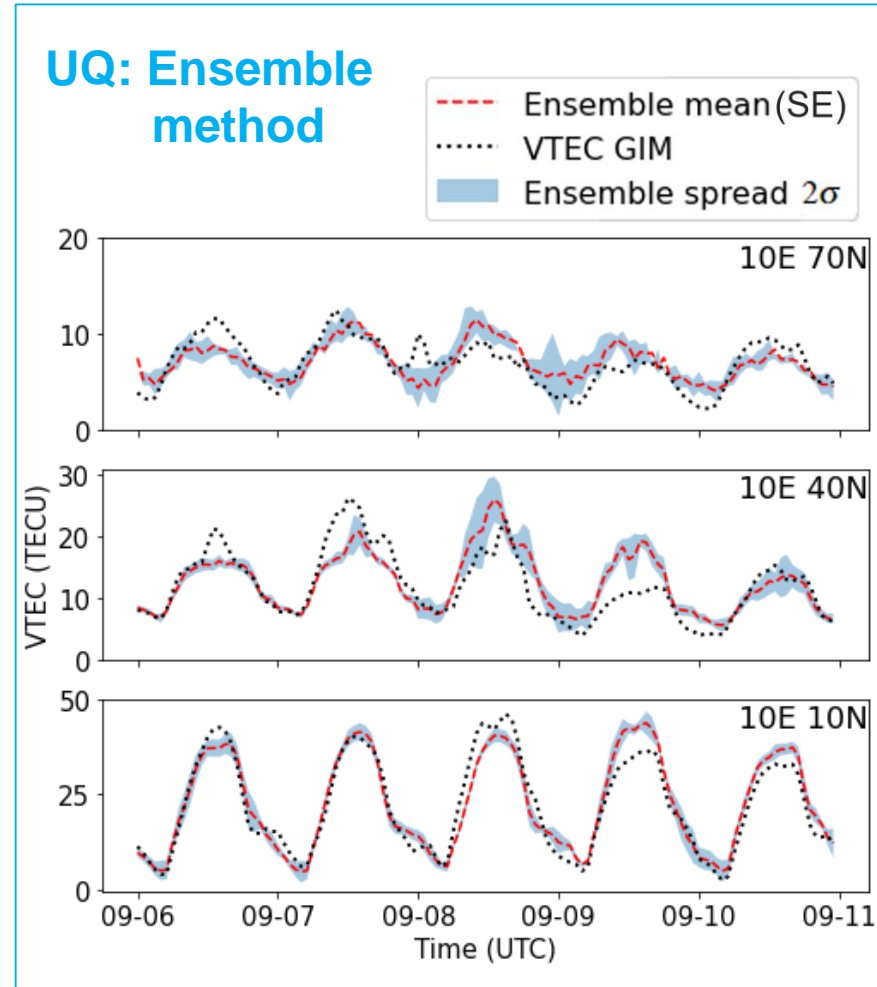 UQ: Ensemble
method
Ensemble mean (SE)
VTEC GIM
Ensemble spread 2σ
20
10E 70N
10
0
30
10E 40N
20
10
0
VTEC (TECU)
50
10E 10N
25
0
09-06 09-07 09-08 09-09 09-10 09-11
Time (UTC)